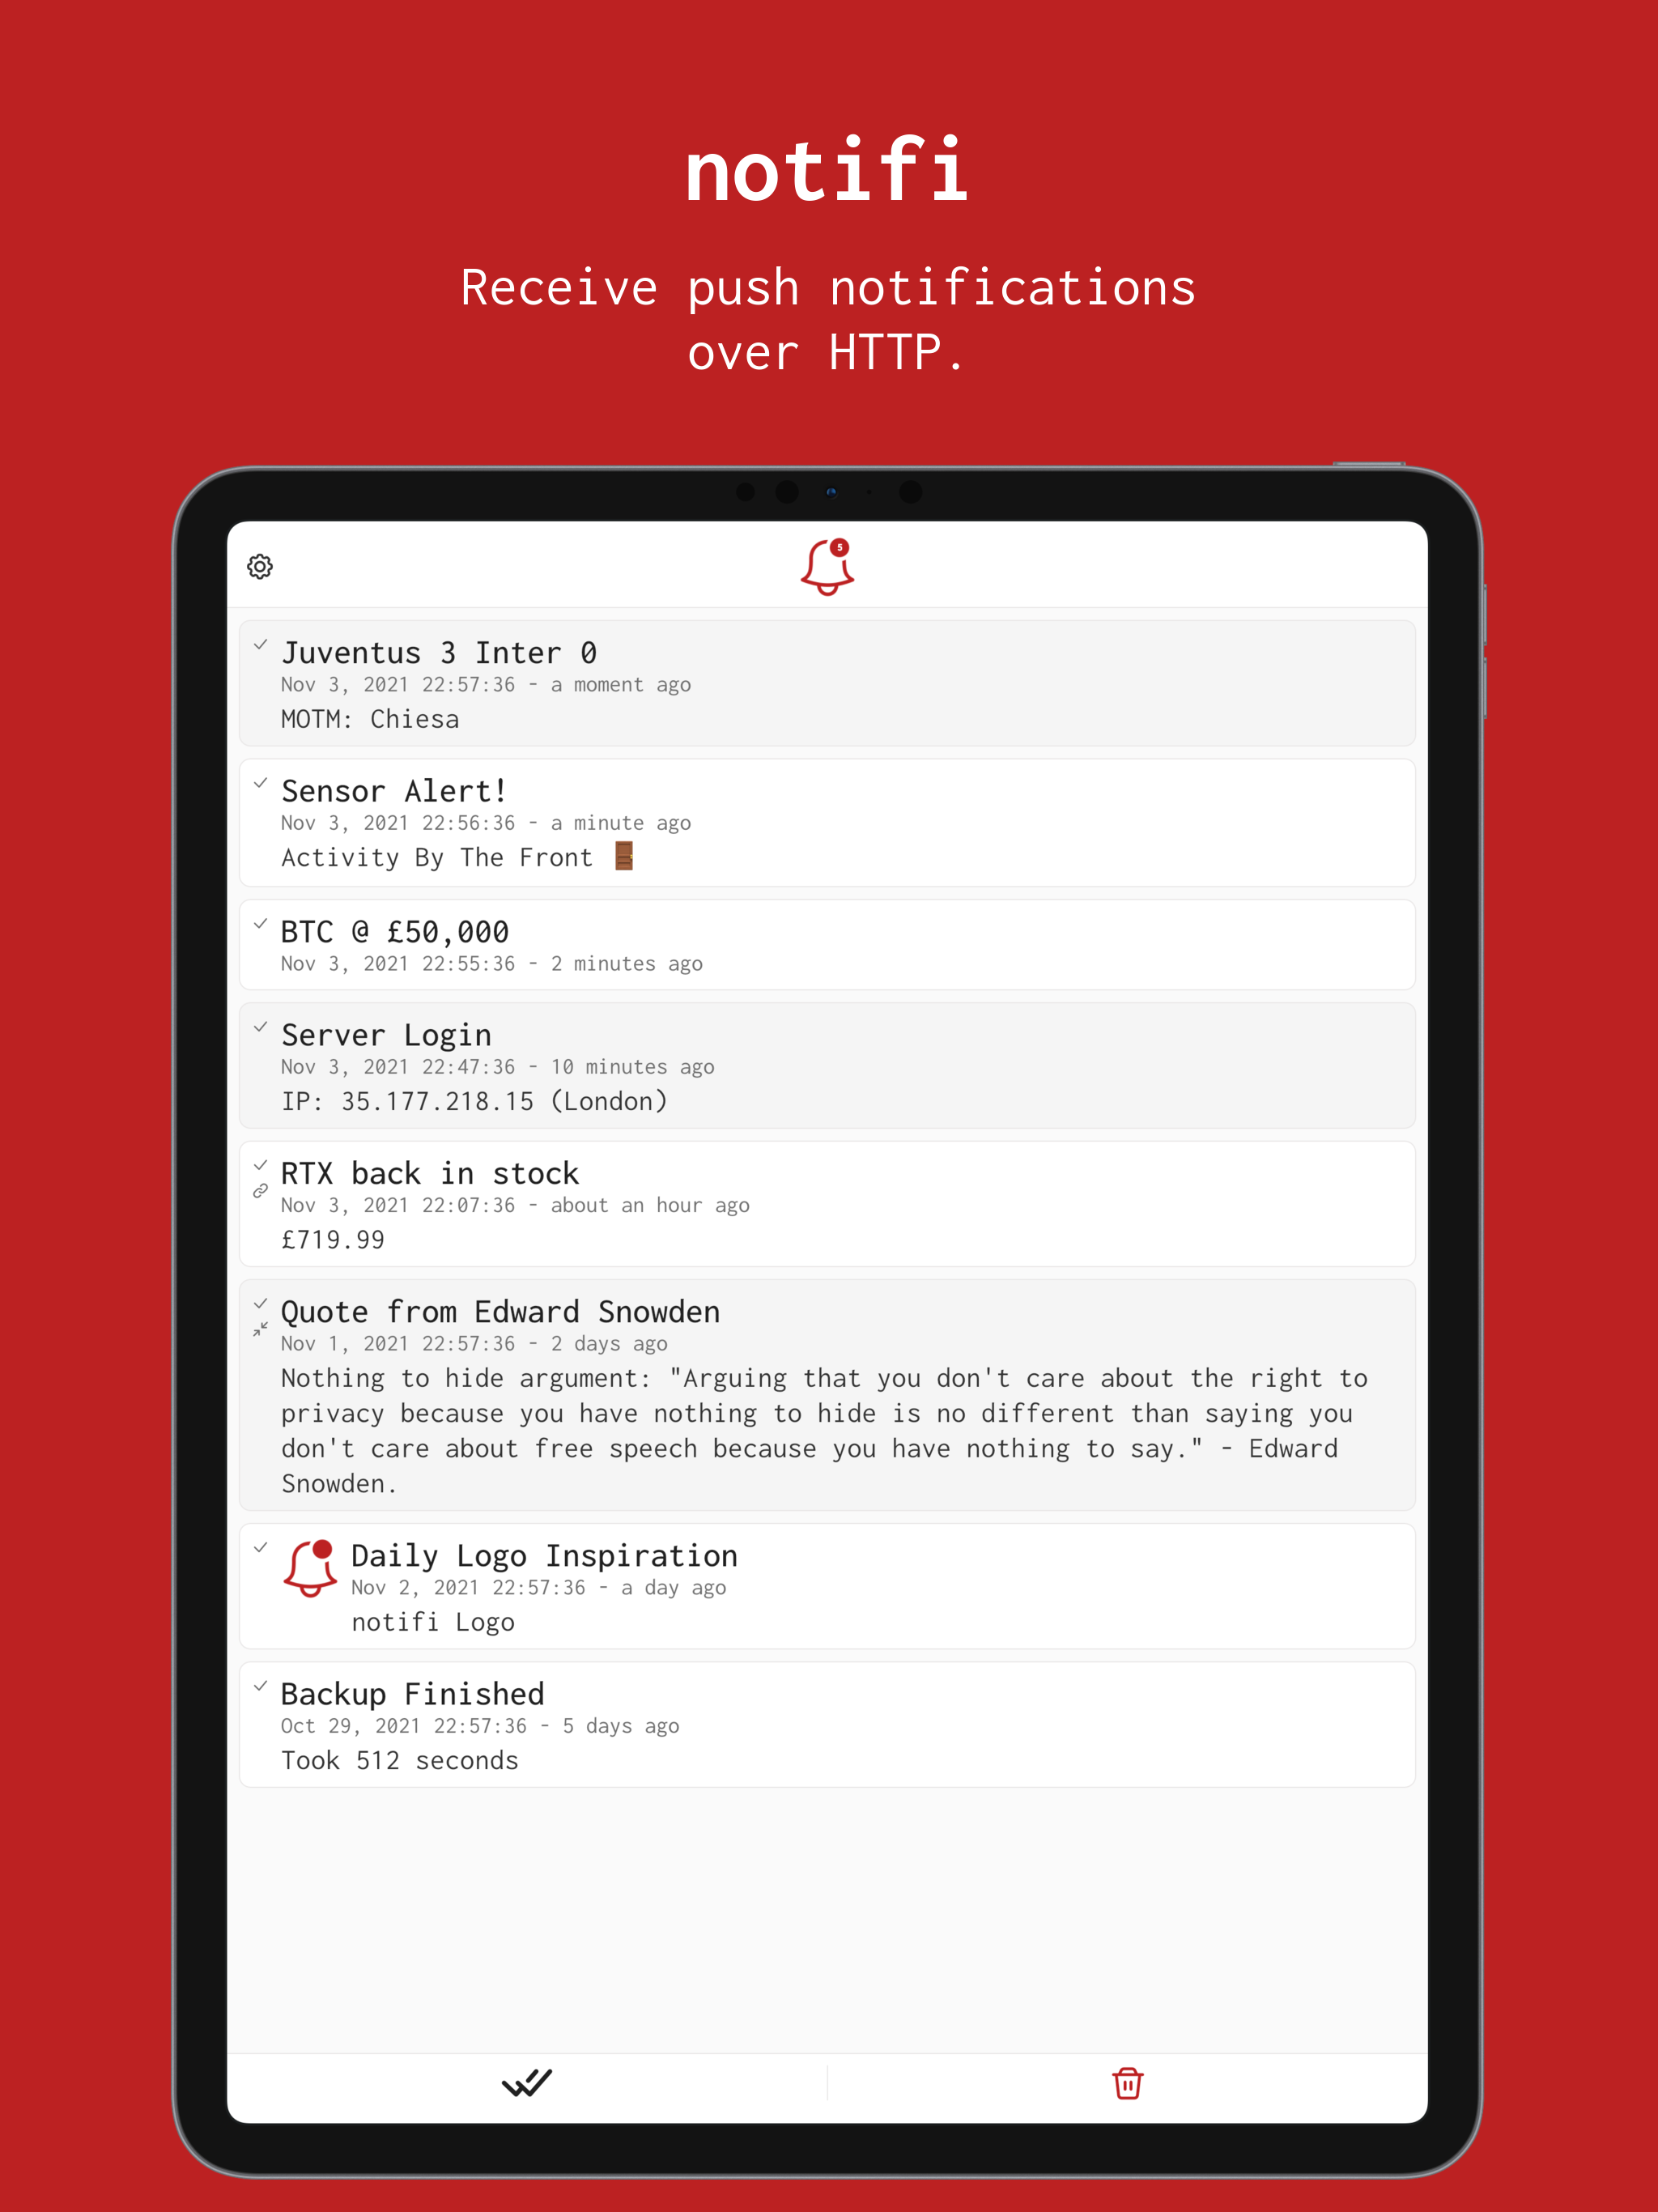 notifi
Receive push notifications
over HTTP.
5
Juventus 3 Inter 0
Nov 3, 2021 22:57:36 - a moment ago
MOTM: Chiesa
Sensor Alert!
Nov 3, 2021 22:56:36 - a minute ago
Activity By The Front 🚪
BTC @ £50,000
Nov 3, 2021 22:55:36 - 2 minutes ago
Server Login
Nov 3, 2021 22:47:36 - 10 minutes ago
IP: 35.177.218.15 (London)
RTX back in stock
Nov 3, 2021 22:07:36 - about an hour ago
£719.99
Quote from Edward Snowden
Nov 1, 2021 22:57:36 - 2 days ago
Nothing to hide argument: "Arguing that you don't care about the right to
privacy because you have nothing to hide is no different than saying you
don't care about free speech because you have nothing to say." - Edward
Snowden.
Daily Logo Inspiration
Nov 2, 2021 22:57:36 - a day ago
notifi Logo
Backup Finished
Oct 29, 2021 22:57:36 - 5 days ago
Took 512 seconds